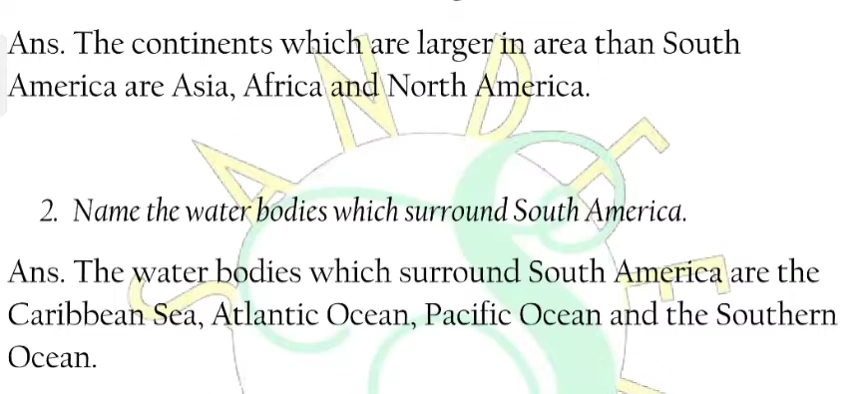 Ans. The continents which are larger in area than South
America are Asia, Africa and North America.
2. Name the water bodies which surround South America.
Ans. The water bodies which surround South America are the
Caribbean Sea, Atlantic Ocean, Pacific Ocean and the Southern
Ocean.